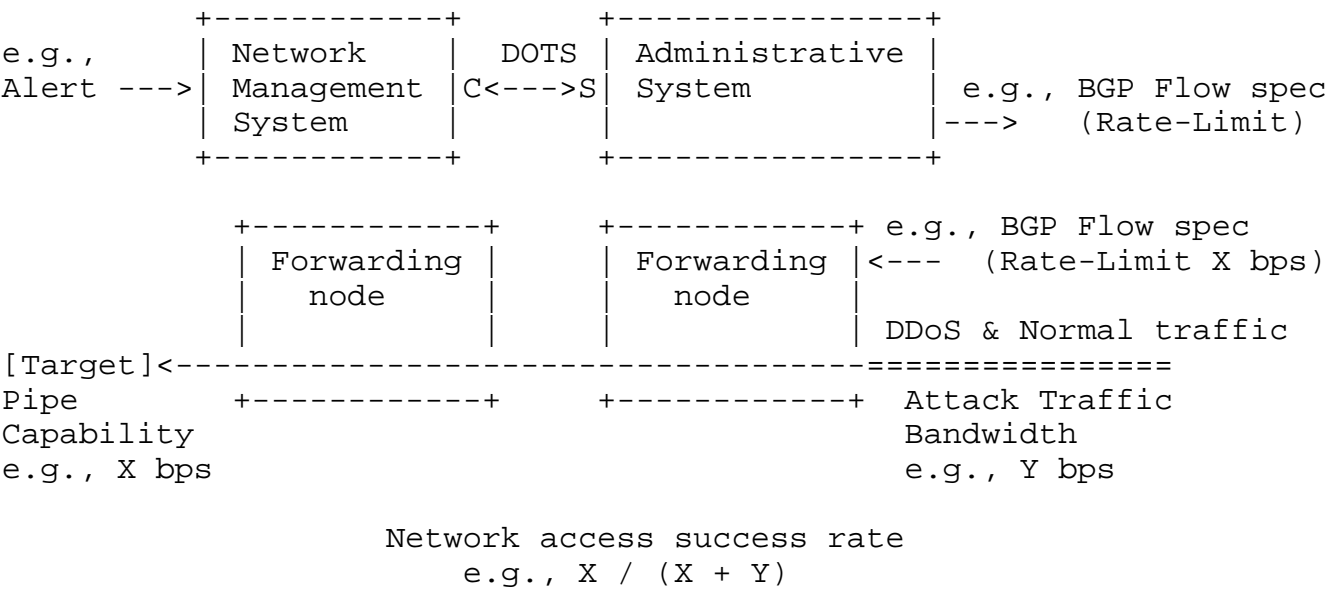 +------------+ +----------------+
e.g., | Network | DOTS | Administrative |
Alert --->| Management |C<--->S| System | e.g., BGP Flow spec
| System | | |---> (Rate-Limit)
+------------+ +----------------+
+------------+ +------------+ e.g., BGP Flow spec
| Forwarding | | Forwarding |<--- (Rate-Limit X bps)
| node | | node |
| | | | DDoS & Normal traffic
[Target]<------------------------------------================
Pipe +------------+ +------------+ Attack Traffic
Capability Bandwidth
e.g., X bps e.g., Y bps
Network access success rate
e.g., X / (X + Y)